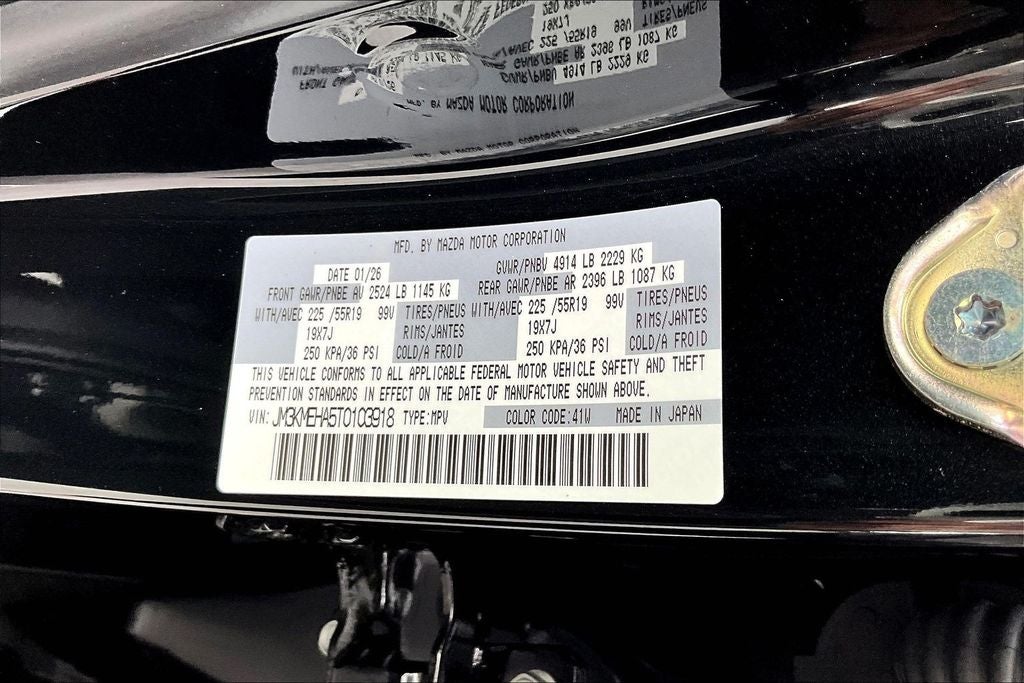 MFD. BY MAZDA MOTOR CORPORATION
DATE 01/26 GVWR/PNBV 4914 LB 2229 KG
FRONT GAWR/PNBE AV 2524 LB 1145 KG REAR GAWR/PNBE AR 2396 LB 1087 KG
WITH/AVEC 225 /55R19 99V TIRES/PNEUS WITH/AVEC 225 /55R19 99V TIRES/PNEUS
19X7J RIMS/JANTES 19X7J RIMS/JANTES
250 KPA/36 PSI COLD/A FROID 250 KPA/36 PSI COLD/A FROID
THIS VEHICLE CONFORMS TO ALL APPLICABLE FEDERAL MOTOR VEHICLE SAFETY AND THEFT
PREVENTION STANDARDS IN EFFECT ON THE DATE OF MANUFACTURE SHOWN ABOVE.
VIN: JM3KMEHA5T0103918 TYPE:MPV COLOR CODE:41W MADE IN JAPAN